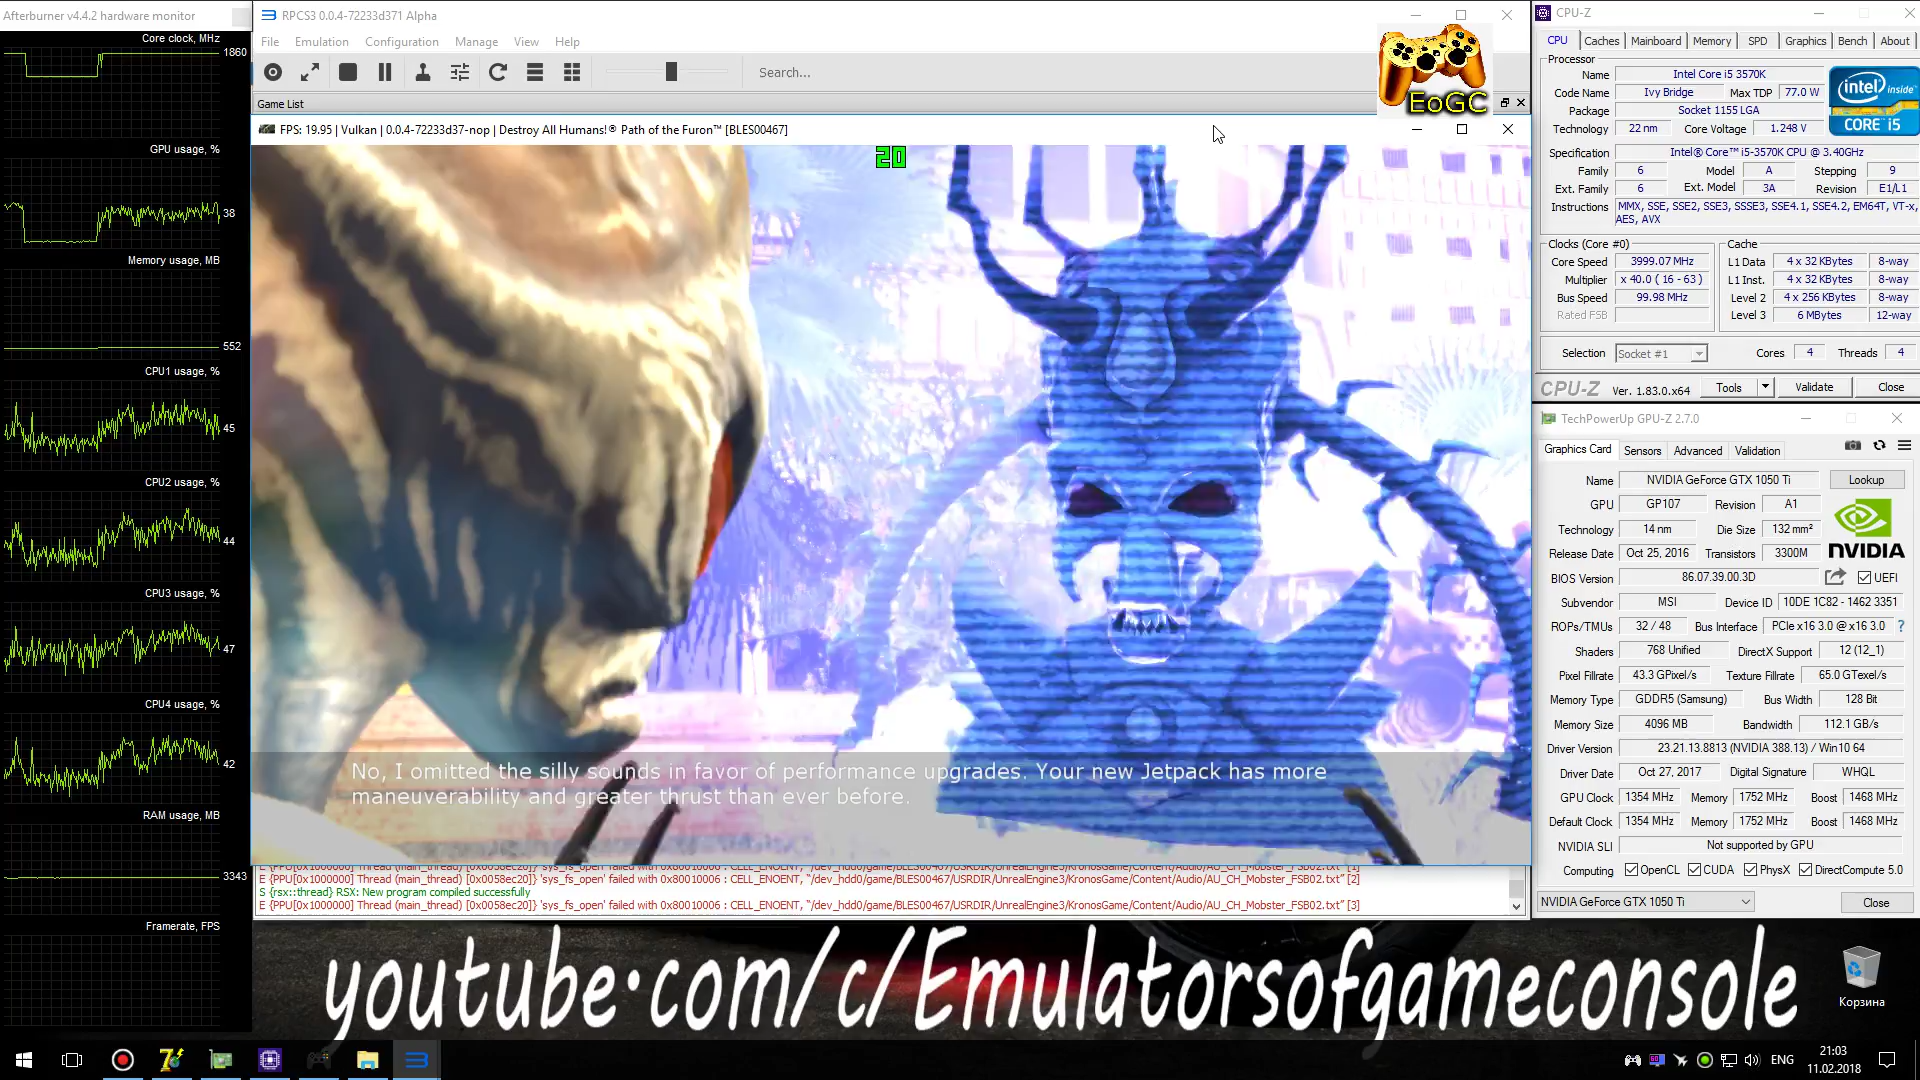 Afterburner v4.4.2 hardware monitor
Core clock, MHz
1860
GPU usage, %
38
Memory usage, MB
552
CPU1 usage, %
45
CPU2 usage, %
44
CPU3 usage, %
47
CPU4 usage, %
42
RAM usage, MB
3343
Framerate, FPS
RPCS3 0.0.4-72233d371 Alpha
File Emulation Configuration Manage View Help
Search...
EoGC
Game List
FPS: 19.95 | Vulkan | 0.0.4-72233d37-nop | Destroy All Humans!® Path of the Furon™ [BLES00467]
20
No, I omitted the silly sounds in favor of performance upgrades. Your new Jetpack has more
maneuverability and greater thrust than ever before.
E {PPU[0x1000000] Thread (main_thread) [0x0058ec20]} 'sys_fs_open' failed with 0x80010006 : CELL_ENOENT, "/dev_hdd0/game/BLES00467/USRDIR/UnrealEngine3/KronosGame/Content/Audio/AU_CH_Mobster_FSB02.txt" [1]
E {PPU[0x1000000] Thread (main_thread) [0x0058ec20]} 'sys_fs_open' failed with 0x80010006 : CELL_ENOENT, "/dev_hdd0/game/BLES00467/USRDIR/UnrealEngine3/KronosGame/Content/Audio/AU_CH_Mobster_FSB02.txt" [2]
S {rsx::thread} RSX: New program compiled successfully
E {PPU[0x1000000] Thread (main_thread) [0x0058ec20]} 'sys_fs_open' failed with 0x80010006 : CELL_ENOENT, "/dev_hdd0/game/BLES00467/USRDIR/UnrealEngine3/KronosGame/Content/Audio/AU_CH_Mobster_FSB02.txt" [3]
CPU-Z
CPU Caches Mainboard Memory SPD Graphics Bench About
Processor
Name Intel Core i5 3570K
Code Name Ivy Bridge Max TDP 77.0 W
Package Socket 1155 LGA
Technology 22 nm Core Voltage 1.248 V
intel inside™
CORE i5
Specification Intel® Core™ i5-3570K CPU @ 3.40GHz
Family 6 Model A Stepping 9
Ext. Family 6 Ext. Model 3A Revision E1/L1
Instructions MMX, SSE, SSE2, SSE3, SSSE3, SSE4.1, SSE4.2, EM64T, VT-x,
AES, AVX
Clocks (Core #0)
Core Speed 3999.07 MHz
Multiplier x 40.0 ( 16 - 63 )
Bus Speed 99.98 MHz
Rated FSB
Cache
L1 Data 4 x 32 KBytes 8-way
L1 Inst. 4 x 32 KBytes 8-way
Level 2 4 x 256 KBytes 8-way
Level 3 6 MBytes 12-way
Selection Socket #1 Cores 4 Threads 4
CPU-Z Ver. 1.83.0.x64 Tools Validate Close
TechPowerUp GPU-Z 2.7.0
Graphics Card Sensors Advanced Validation
Name NVIDIA GeForce GTX 1050 Ti Lookup
GPU GP107 Revision A1
Technology 14 nm Die Size 132 mm²
Release Date Oct 25, 2016 Transistors 3300M
NVIDIA
BIOS Version 86.07.39.00.3D UEFI
Subvendor MSI Device ID 10DE 1C82 - 1462 3351
ROPs/TMUs 32 / 48 Bus Interface PCIe x16 3.0 @ x16 3.0 ?
Shaders 768 Unified DirectX Support 12 (12_1)
Pixel Fillrate 43.3 GPixel/s Texture Fillrate 65.0 GTexel/s
Memory Type GDDR5 (Samsung) Bus Width 128 Bit
Memory Size 4096 MB Bandwidth 112.1 GB/s
Driver Version 23.21.13.8813 (NVIDIA 388.13) / Win10 64
Driver Date Oct 27, 2017 Digital Signature WHQL
GPU Clock 1354 MHz Memory 1752 MHz Boost 1468 MHz
Default Clock 1354 MHz Memory 1752 MHz Boost 1468 MHz
NVIDIA SLI Not supported by GPU
Computing OpenCL CUDA PhysX DirectCompute 5.0
NVIDIA GeForce GTX 1050 Ti Close
youtube.com/c/Emulatorsofgameconsole
Корзина
ENG
21:03
11.02.2018